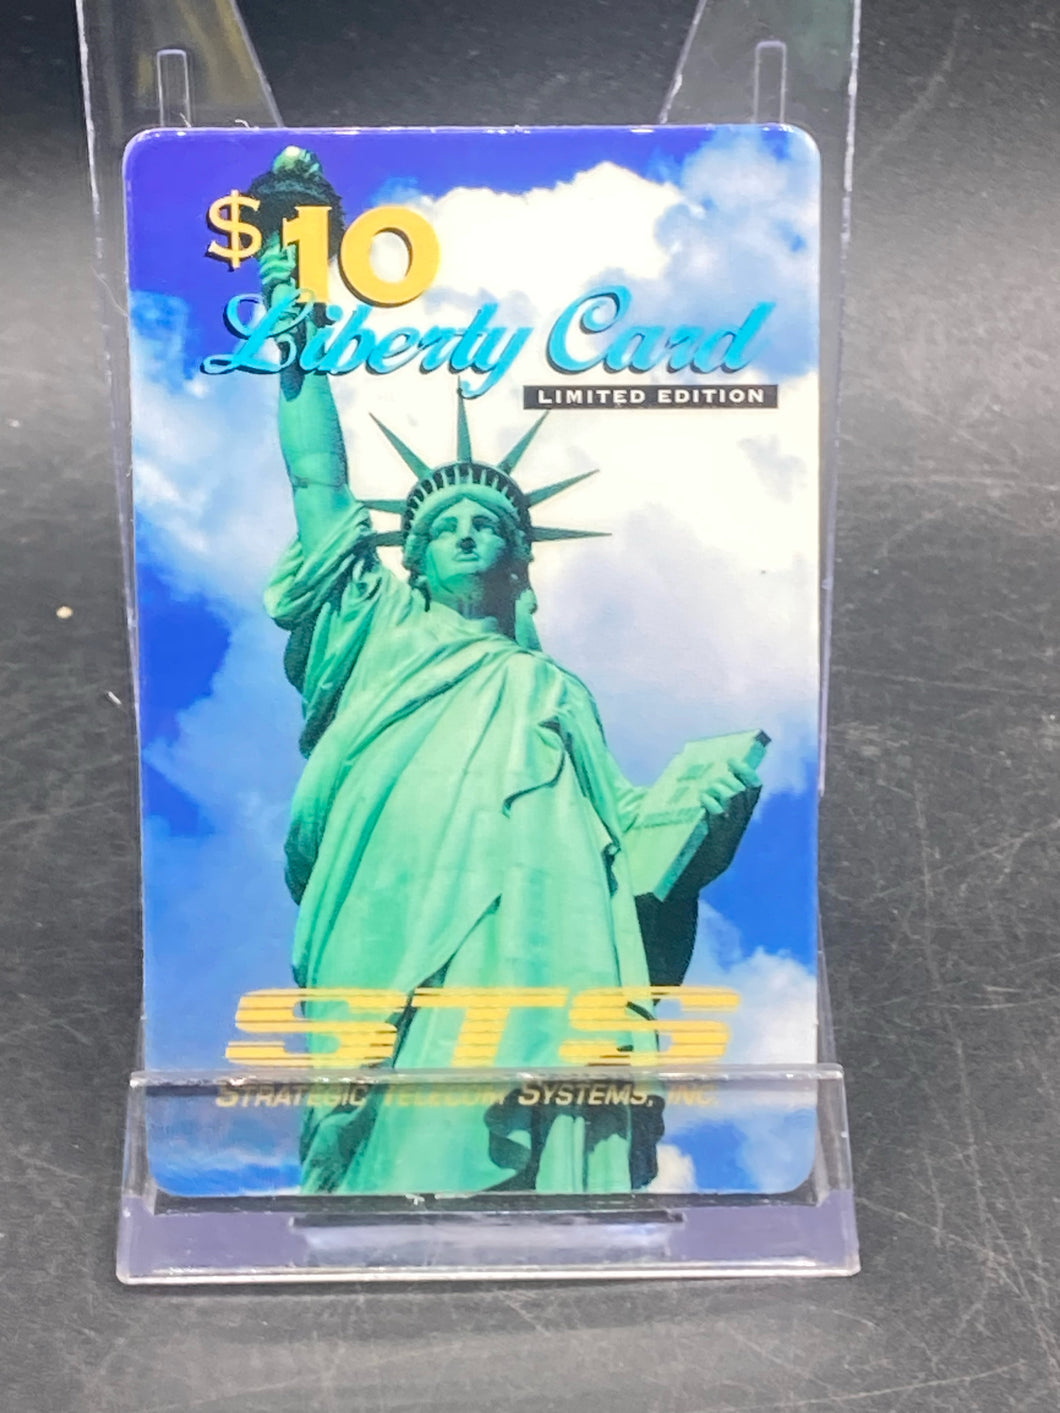 $10
Liberty Card
LIMITED EDITION
STS
STRATEGIC TELECOM SYSTEMS, INC.